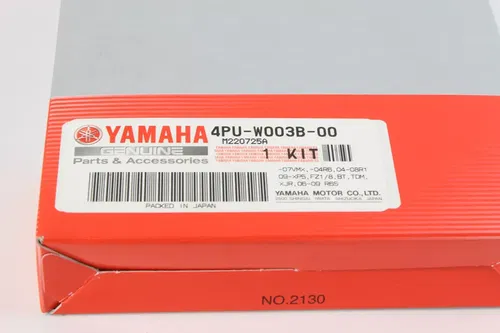 YAMAHA 4PU-W003B-00
M220725A
GENUINE
Parts & Accessories
1 KIT
-07VMX, -04R6, 04-08R1
09-XP5, FZ1/8, BT, TDM,
XJR, 06-09 R6S
YAMAHA MOTOR CO., LTD.
PACKED IN JAPAN
NO.2130